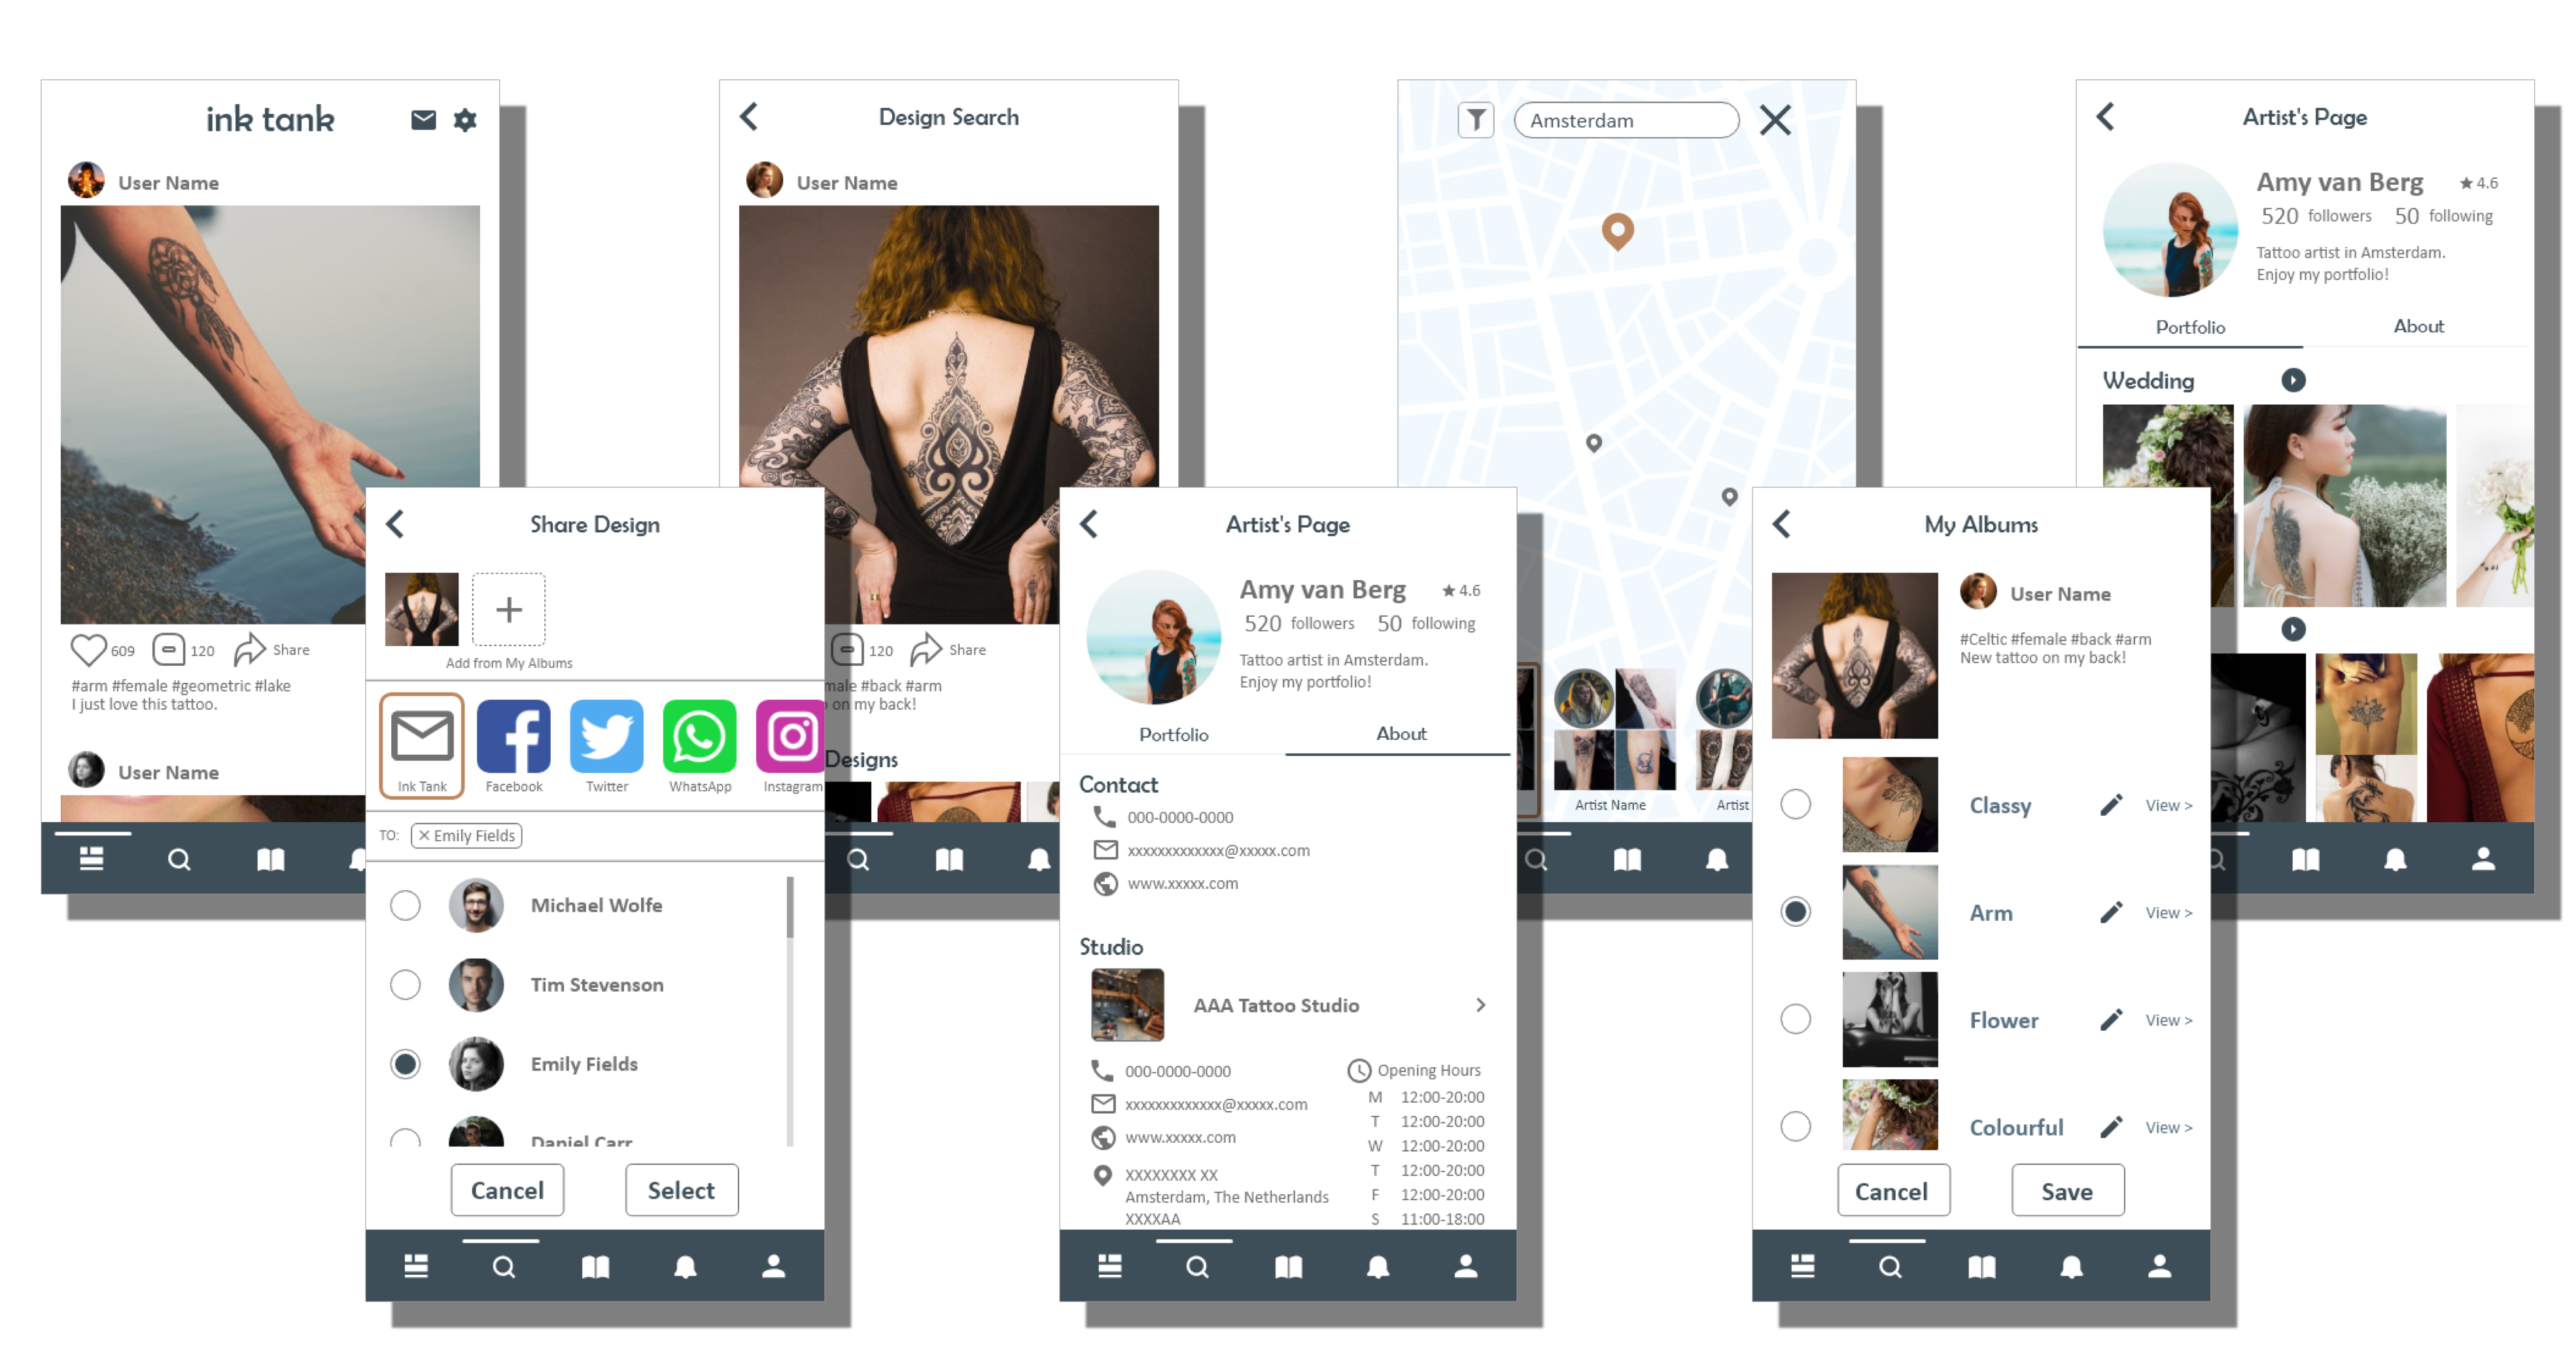 ink tank
User Name
609
120
Share
#arm #female #geometric #lake
I just love this tattoo.
User Name
Design Search
User Name
120
Share
#back #arm
on my back!
Designs
Amsterdam
Artist Name
Artist
Artist's Page
Amy van Berg
4.6
520 followers 50 following
Tattoo artist in Amsterdam.
Enjoy my portfolio!
Portfolio
About
Wedding
Share Design
Add from My Albums
Ink Tank
Facebook
Twitter
WhatsApp
Instagram
TO:
× Emily Fields
Michael Wolfe
Tim Stevenson
Emily Fields
Daniel Carr
Cancel
Select
Artist's Page
Amy van Berg
4.6
520 followers 50 following
Tattoo artist in Amsterdam.
Enjoy my portfolio!
Portfolio
About
Contact
000-0000-0000
xxxxxxxxxxxxx@xxxxx.com
www.xxxxx.com
Studio
AAA Tattoo Studio
000-0000-0000
xxxxxxxxxxxxx@xxxxx.com
www.xxxxx.com
XXXXXXXX XX
Amsterdam, The Netherlands
XXXXAA
Opening Hours
M 12:00-20:00
T 12:00-20:00
W 12:00-20:00
T 12:00-20:00
F 12:00-20:00
S 11:00-18:00
My Albums
User Name
#Celtic #female #back #arm
New tattoo on my back!
Classy
View >
Arm
View >
Flower
View >
Colourful
View >
Cancel
Save